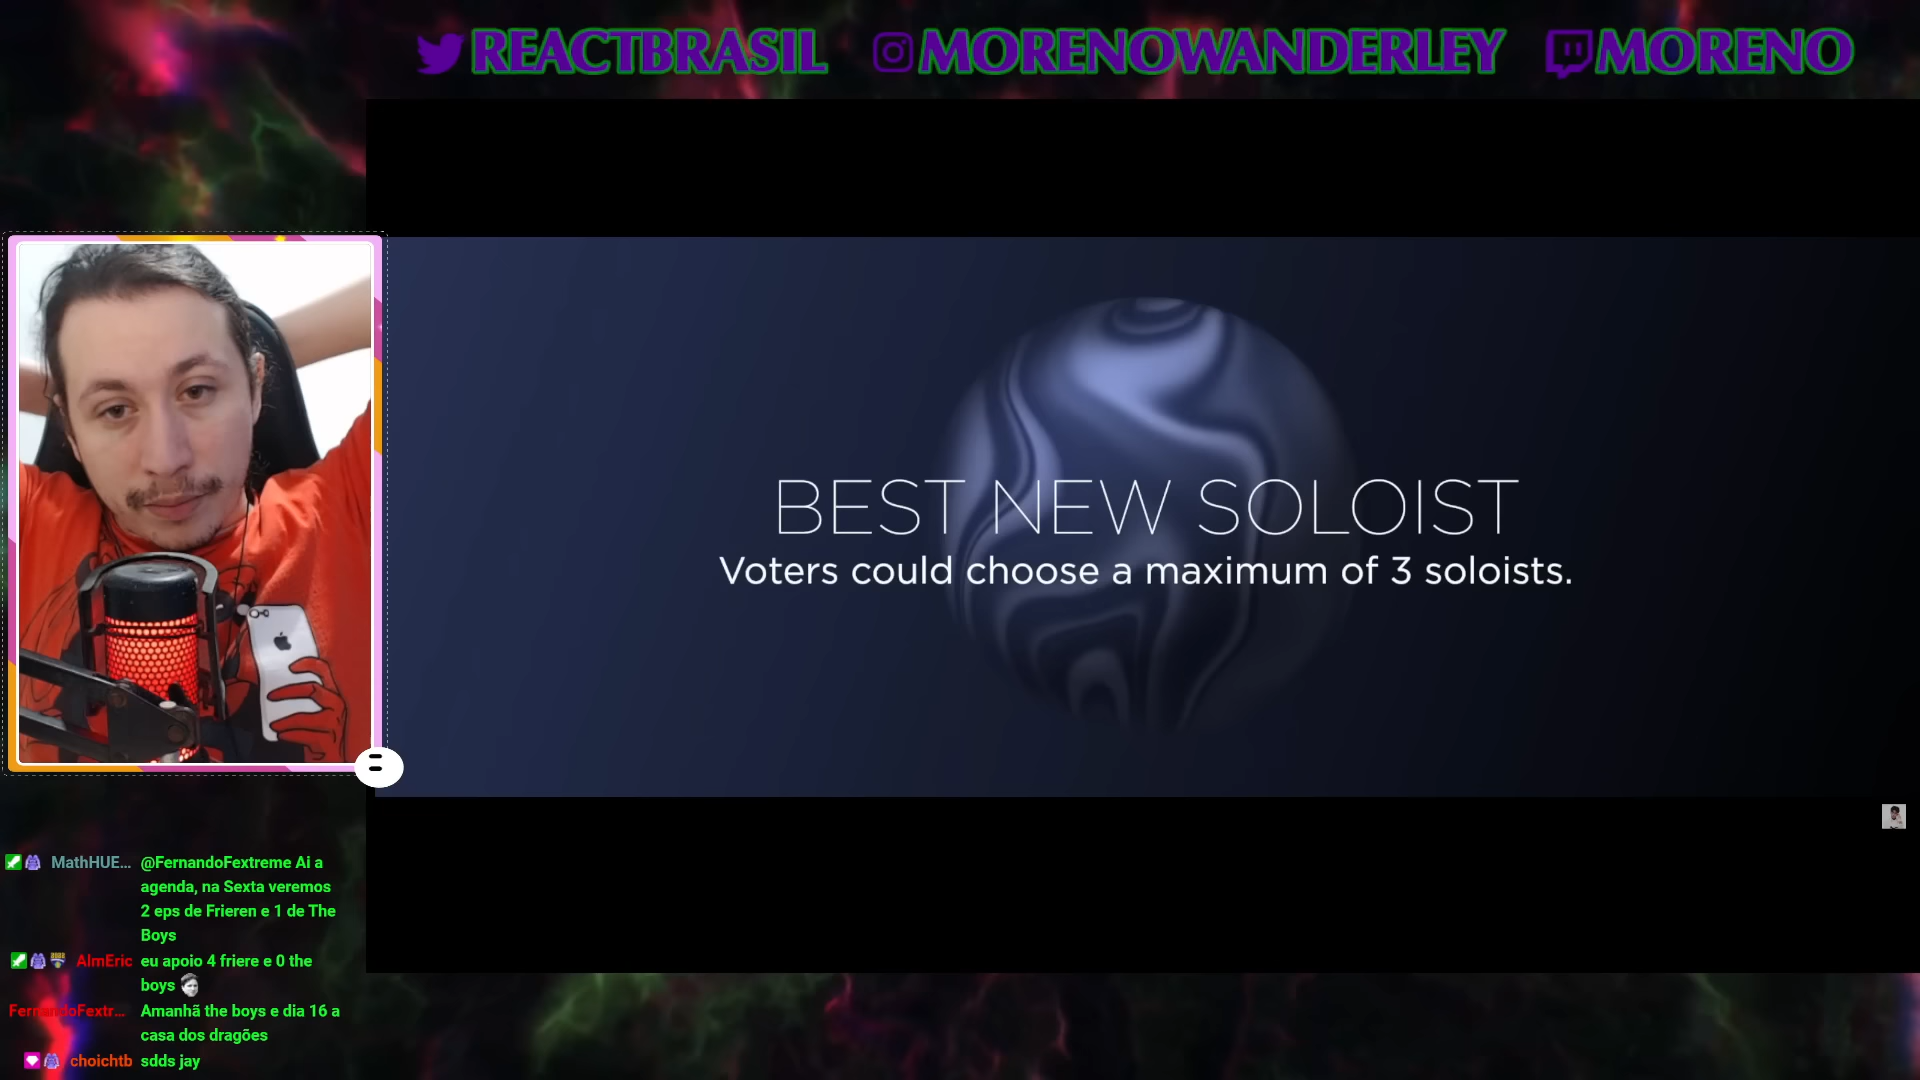 REACTBRASIL MORENOWANDERLEY MORENO
BEST NEW SOLOIST
Voters could choose a maximum of 3 soloists.
MathHUE... @FernandoFextreme Ai a
agenda, na Sexta veremos
2 eps de Frieren e 1 de The
Boys
AlmEric eu apoio 4 friere e 0 the
boys
FernandoFextr... Amanhã the boys e dia 16 a
casa dos dragões
choichtb sdds jay